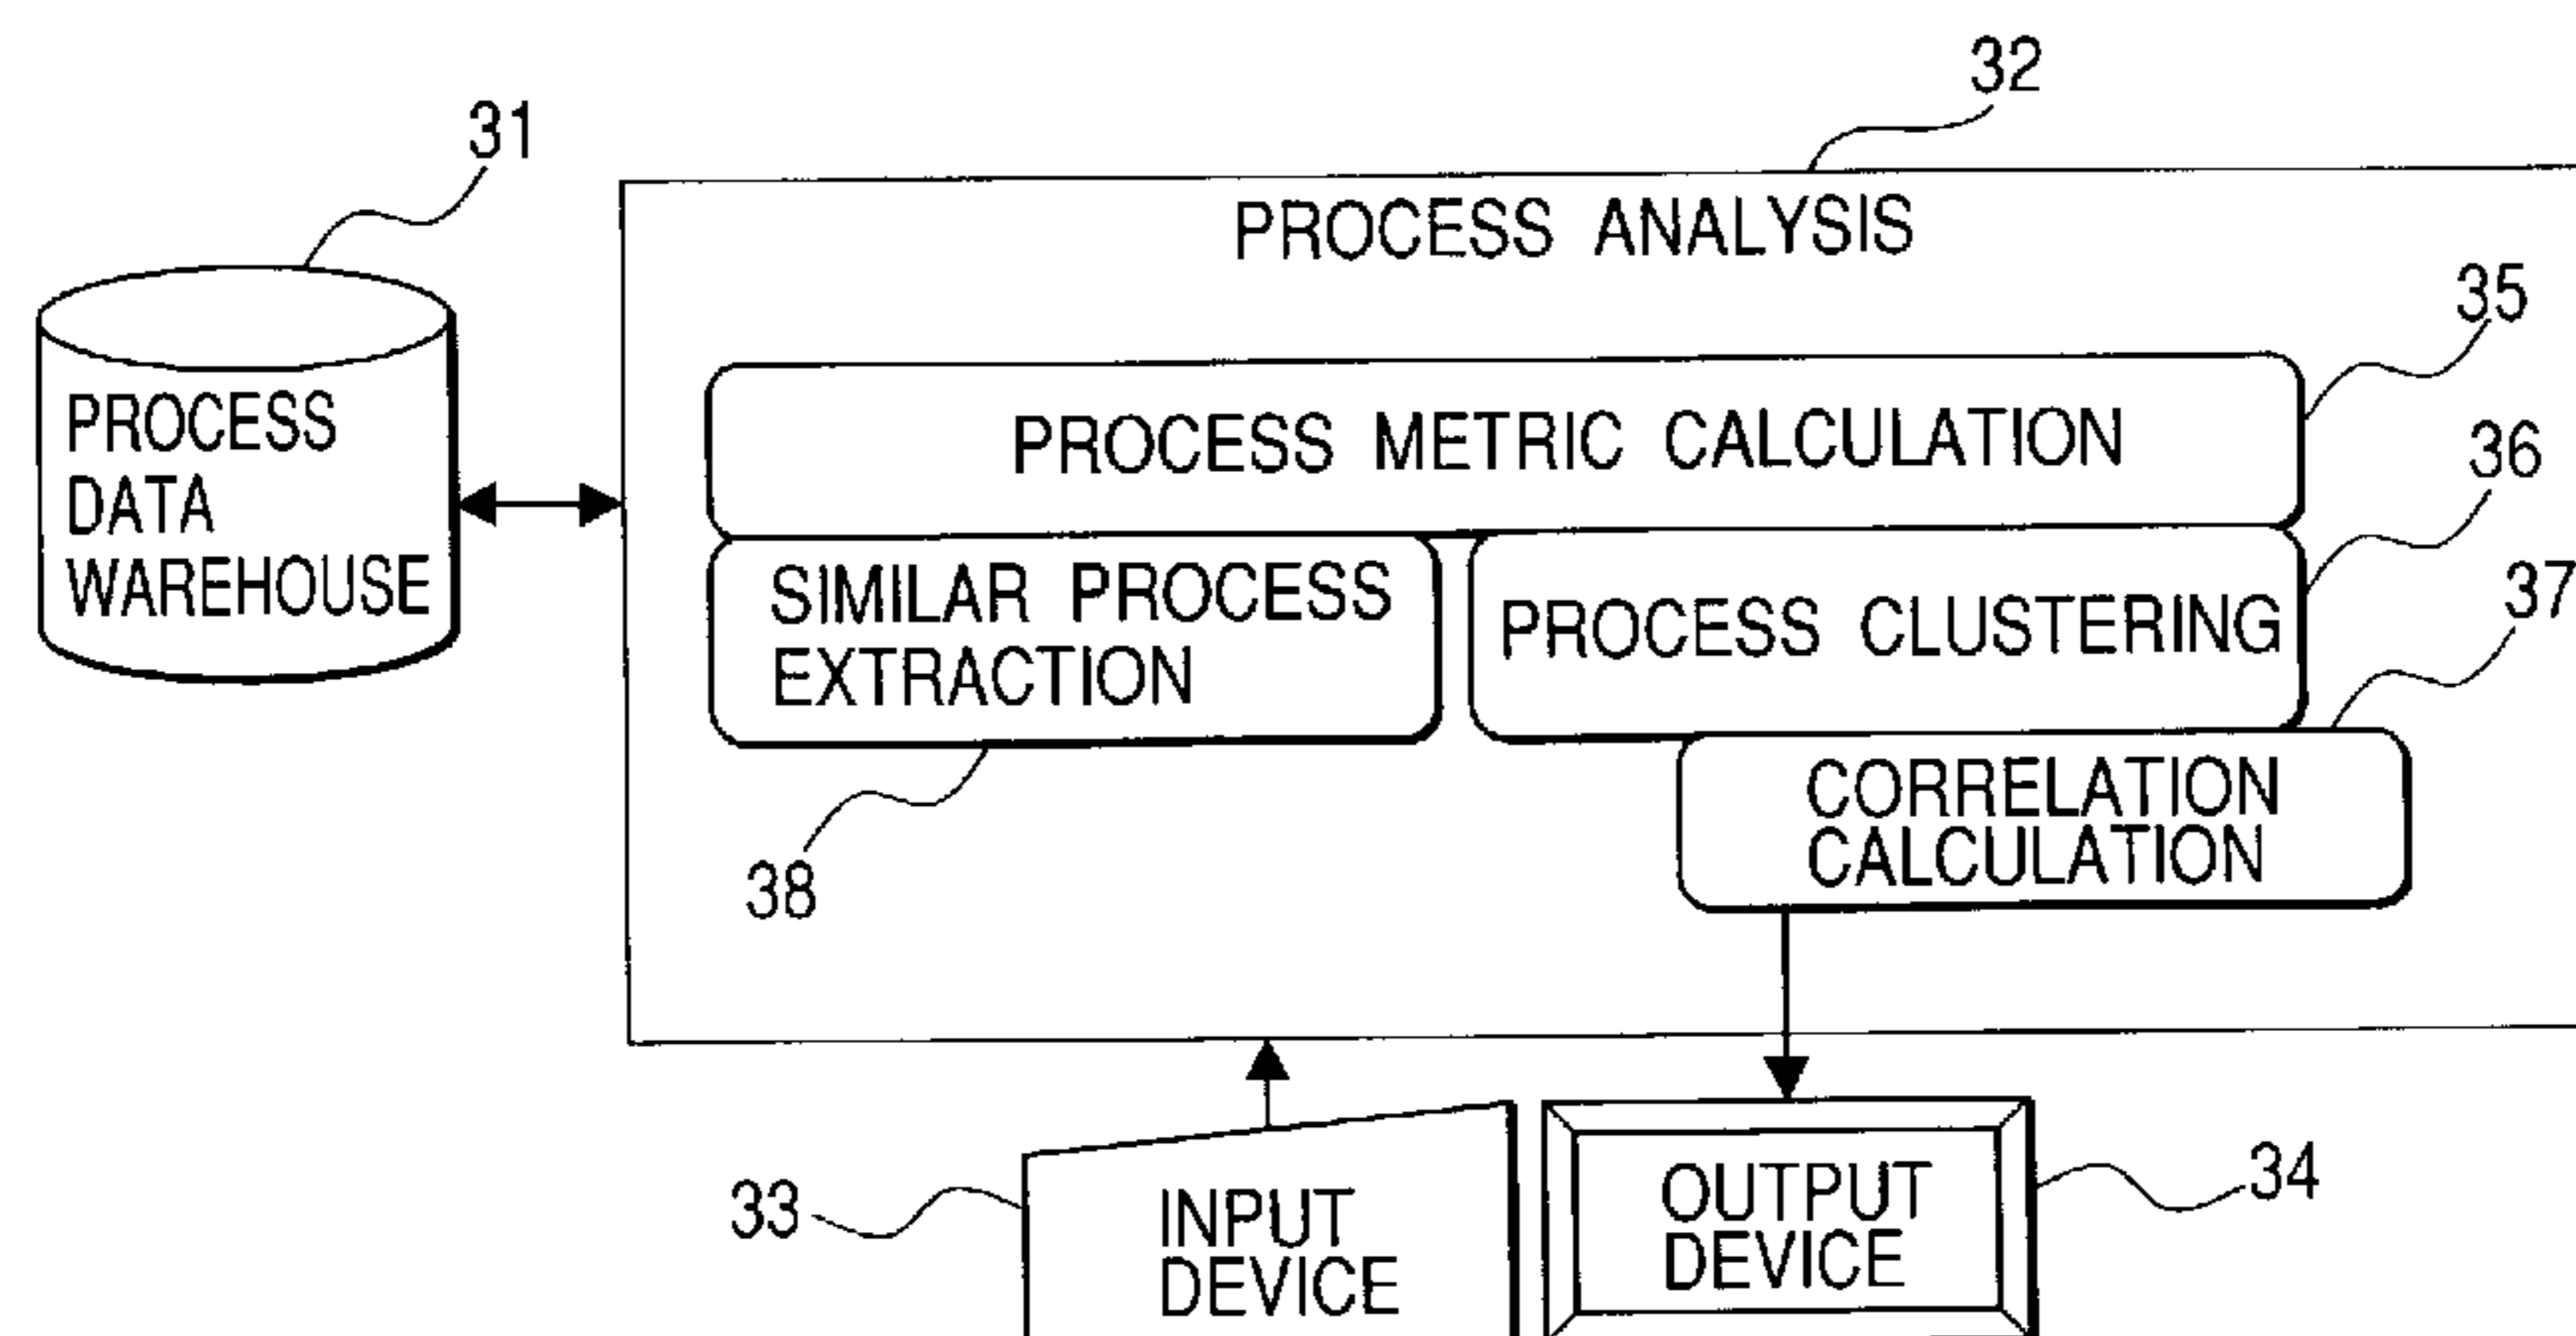 32
31
PROCESS ANALYSIS
35
PROCESS METRIC CALCULATION
36
PROCESS
DATA
WAREHOUSE
SIMILAR PROCESS
EXTRACTION
PROCESS CLUSTERING
37
CORRELATION
CALCULATION
38
33
INPUT
DEVICE
OUTPUT
DEVICE
34